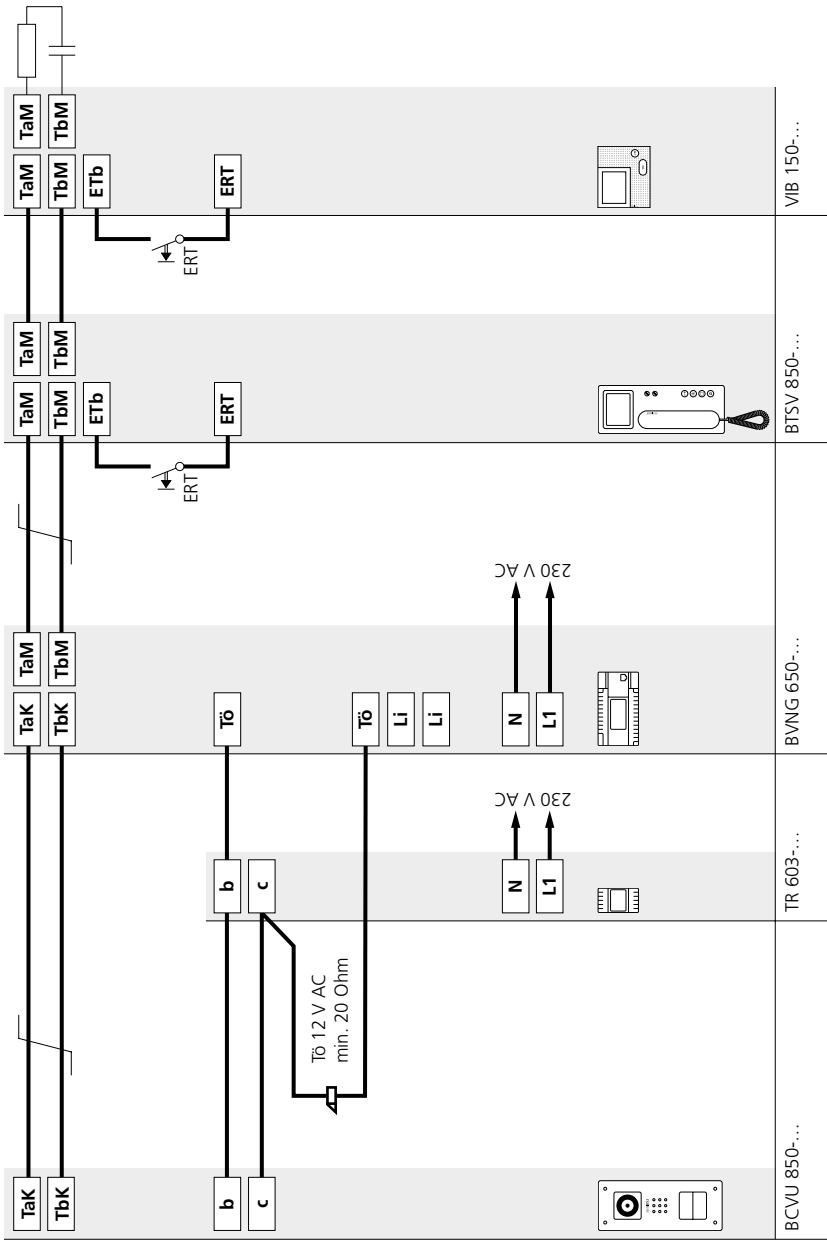 TaK TaK TaM TaM TaM TaM TaM
TbK TbK TbM TbM TbM TbM TbM
ETb ETb
ERT ERT
b b Tö ERT ERT
c c
Tö 12 V AC
min. 20 Ohm
Tö
Li
Li
N N
230 V AC 230 V AC
L1 L1
BCVU 850-... TR 603-... BVNG 650-... BTSV 850-... VIB 150-...